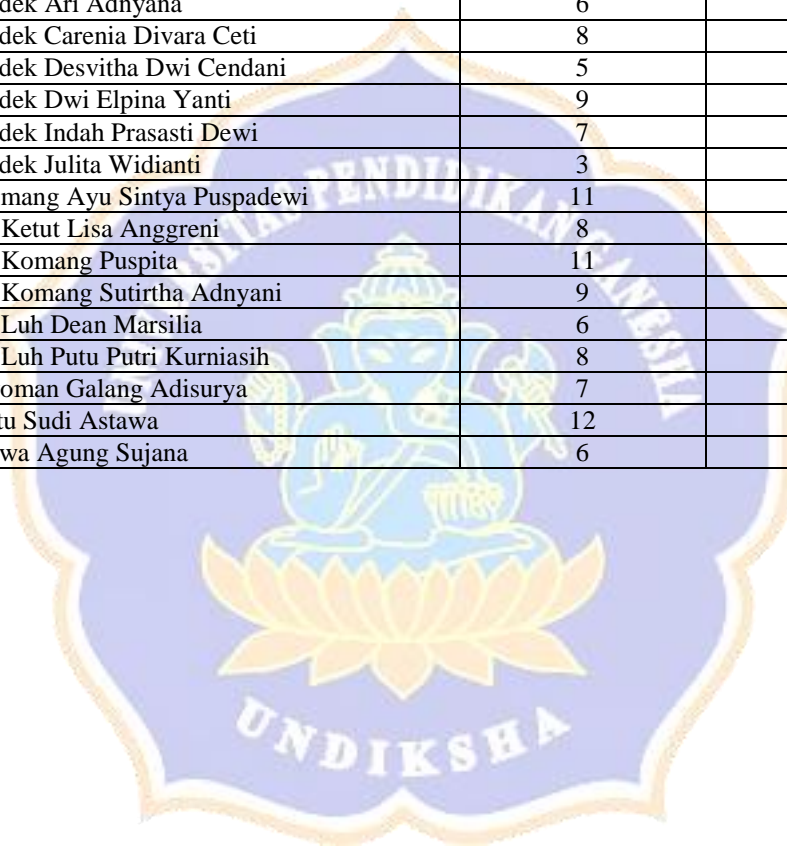 dek Ari Adnyana 6
dek Carenia Divara Ceti 8
dek Desvitha Dwi Cendani 5
dek Dwi Elpina Yanti 9
dek Indah Prasasti Dewi 7
dek Julita Widianti 3
mang Ayu Sintya Puspadewi 11
Ketut Lisa Anggreni 8
Komang Puspita 11
Komang Sutirtha Adnyani 9
Luh Dean Marsilia 6
Luh Putu Putri Kurniasih 8
oman Galang Adisurya 7
tu Sudi Astawa 12
wa Agung Sujana 6
UNIVERSITAS PENDIDIKAN GANESHA
UNDIKSHA